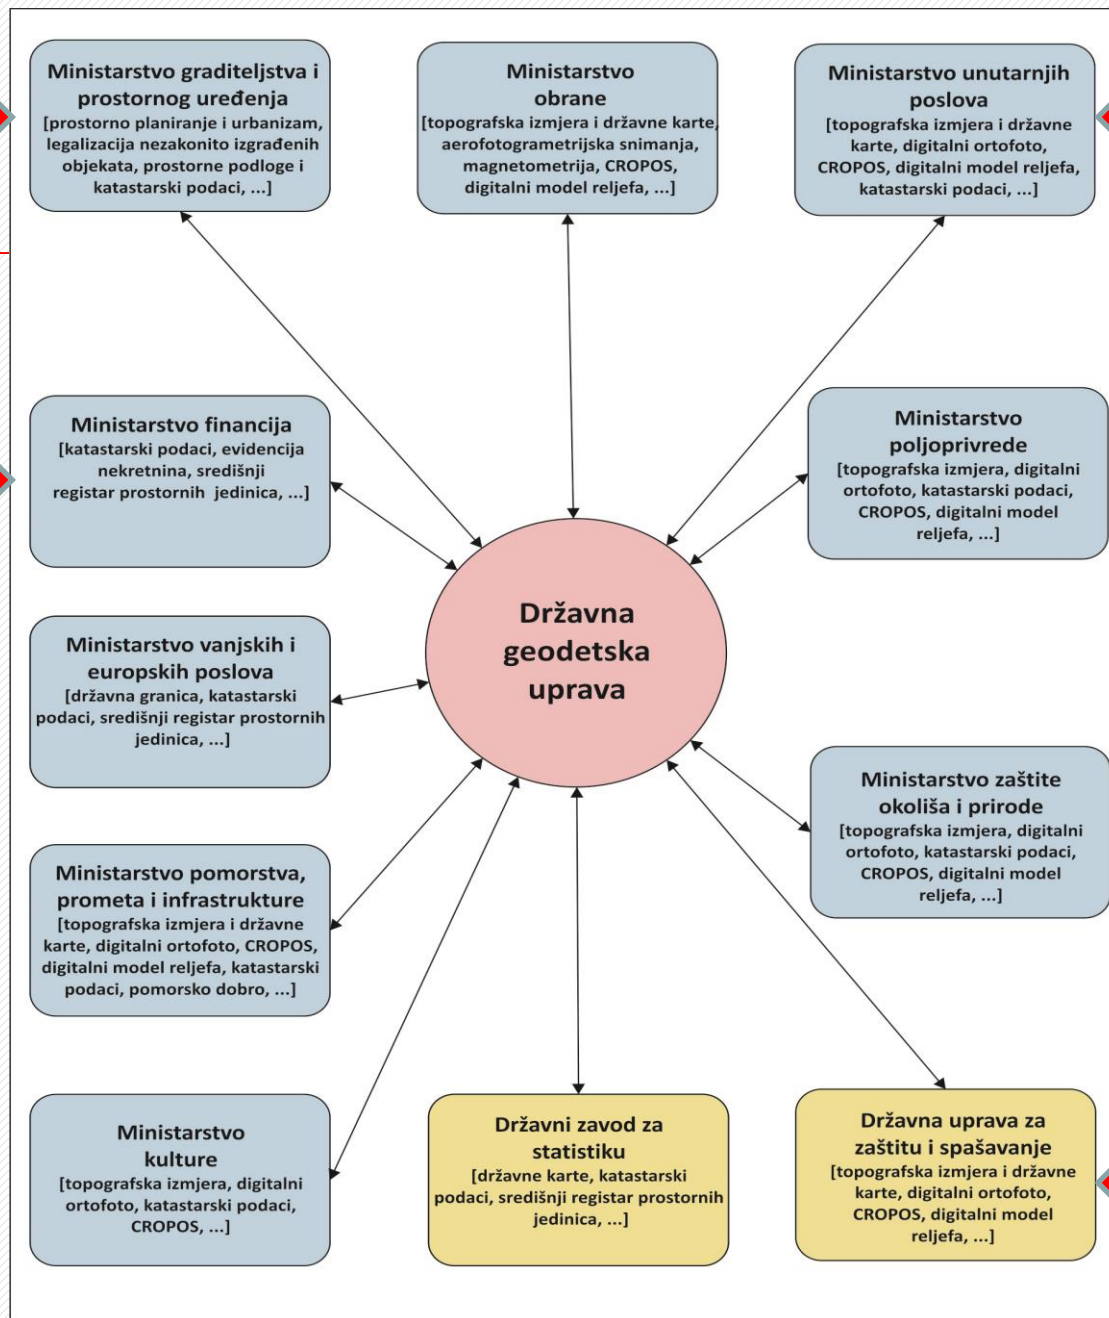 Ministarstvo graditeljstva i
prostornog uređenja
[prostorno planiranje i urbanizam,
legalizacija nezakonito izgrađenih
objekata, prostorne podloge i
katastarski podaci, ...]
Ministarstvo
obrane
[topografska izmjera i državne karte,
aerofotogrametrijska snimanja,
magnetometrija, CROPOS,
digitalni model reljefa, ...]
Ministarstvo unutarnjih
poslova
[topografska izmjera i državne
karte, digitalni ortofoto,
CROPOS, digitalni model reljefa,
katastarski podaci, ...]
Ministarstvo financija
[katastarski podaci, evidencija
nekretnina, središnji
registar prostornih jedinica, ...]
Ministarstvo
poljoprivrede
[topografska izmjera, digitalni
ortofoto, katastarski podaci,
CROPOS, digitalni model
reljefa, ...]
Državna
geodetska
uprava
Ministarstvo vanjskih i
europskih poslova
[državna granica, katastarski
podaci, središnji registar prostornih
jedinica, ...]
Ministarstvo zaštite
okoliša i prirode
[topografska izmjera, digitalni
ortofoto, katastarski podaci,
CROPOS, digitalni model
reljefa, ...]
Ministarstvo pomorstva,
prometa i infrastrukture
[topografska izmjera i državne
karte, digitalni ortofoto, CROPOS,
digitalni model reljefa, katastarski
podaci, pomorsko dobro, ...]
Ministarstvo
kulture
[topografska izmjera, digitalni
ortofoto, katastarski podaci,
CROPOS, ...]
Državni zavod za
statistiku
[državne karte, katastarski
podaci, središnji registar prostornih
jedinica, ...]
Državna uprava za
zaštitu i spašavanje
[topografska izmjera i državne
karte, digitalni ortofoto,
CROPOS, digitalni model
reljefa, ...]